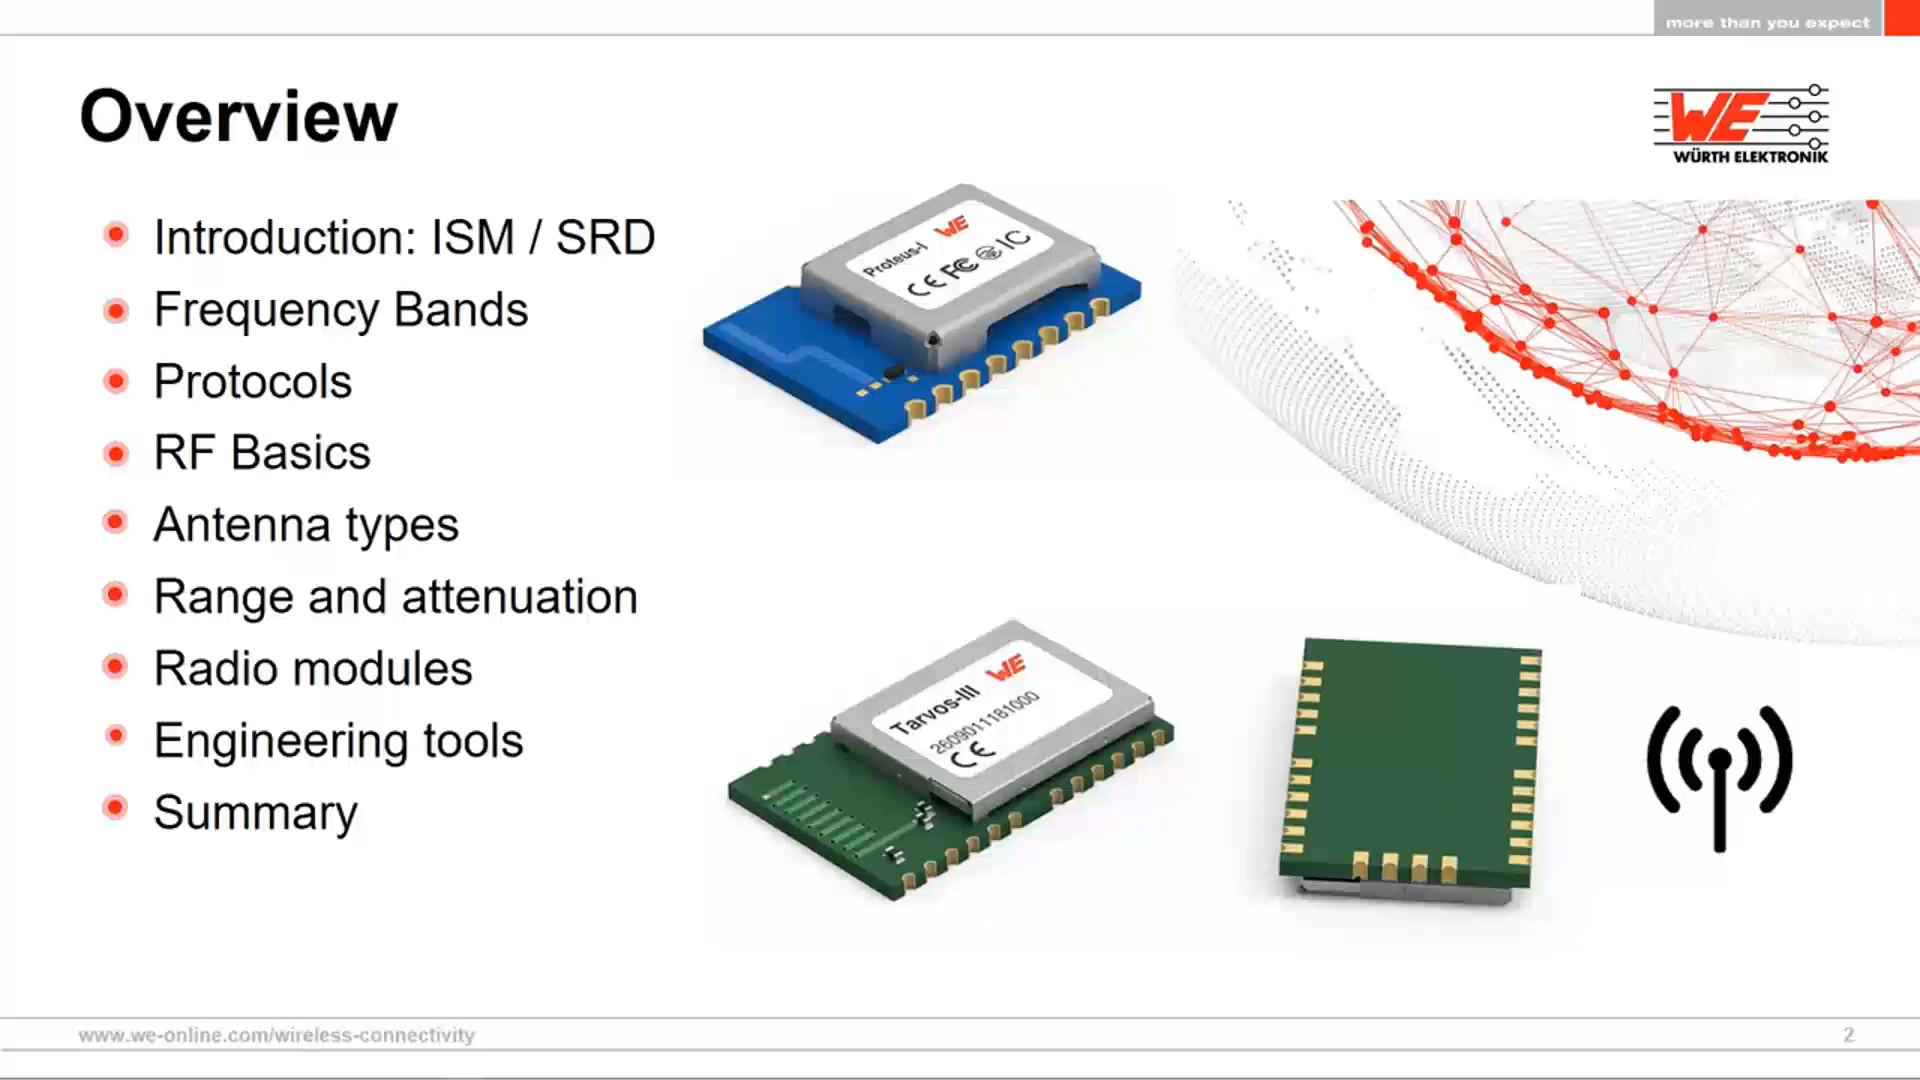 more than you expect
Overview
WE
WÜRTH ELEKTRONIK
Introduction: ISM / SRD
Frequency Bands
Protocols
RF Basics
Antenna types
Range and attenuation
Radio modules
Engineering tools
Summary
WE
Proteus-I
CE FC IC
WE
Tarvos-III
2609011181000
CE
www.we-online.com/wireless-connectivity
2